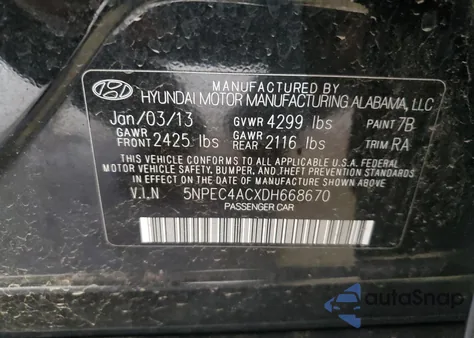 MANUFACTURED BY
HYUNDAI MOTOR MANUFACTURING ALABAMA, LLC.
Jan/03/13 GVWR 4299 lbs PAINT 7B
GAWR FRONT 2425 lbs GAWR REAR 2116 lbs TRIM RA
THIS VEHICLE CONFORMS TO ALL APPLICABLE U.S.A FEDERAL
MOTOR VEHICLE SAFETY, BUMPER, AND THEFT PREVENTION
STANDARDS IN EFFECT ON THE DATE OF MANUFACTURE SHOWN ABOVE.
V.I.N 5NPEC4ACXDH668670
PASSENGER CAR
autoSnap